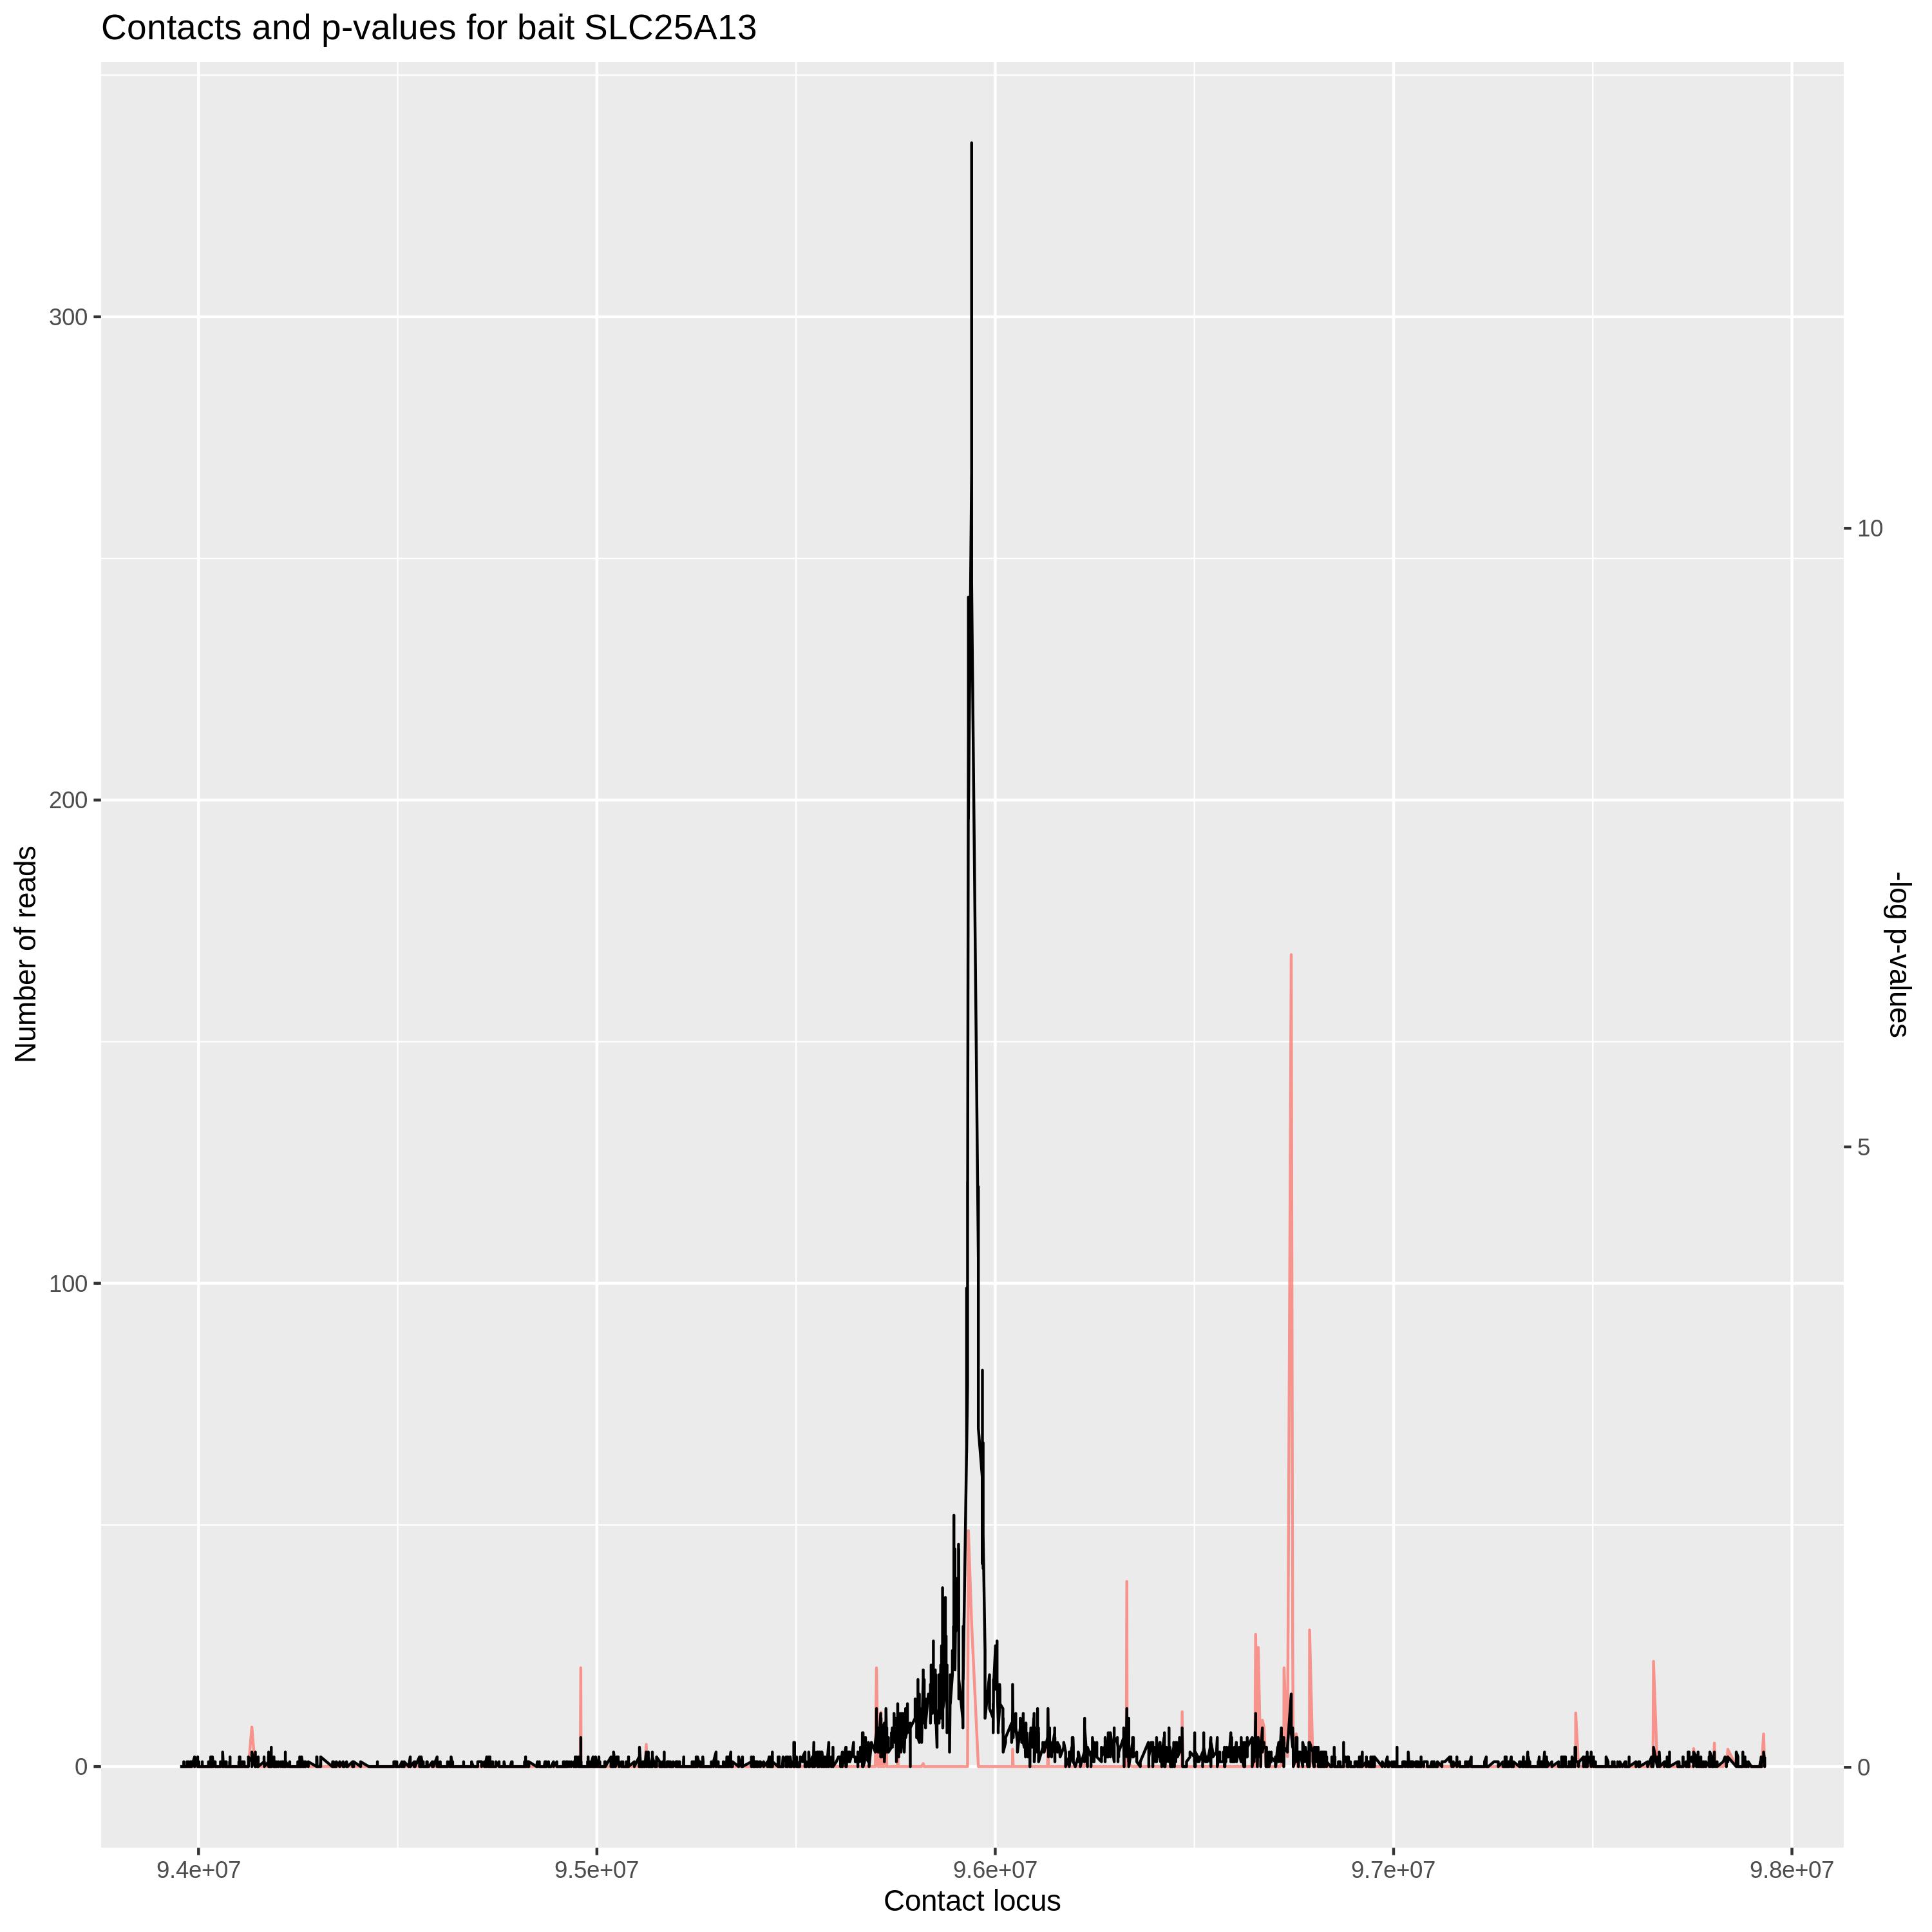 Contacts and p-values for bait SLC25A13
Number of reads
300
200
100
0
10
5
0
-log p-values
9.4e+07
9.5e+07
9.6e+07
9.7e+07
9.8e+07
Contact locus